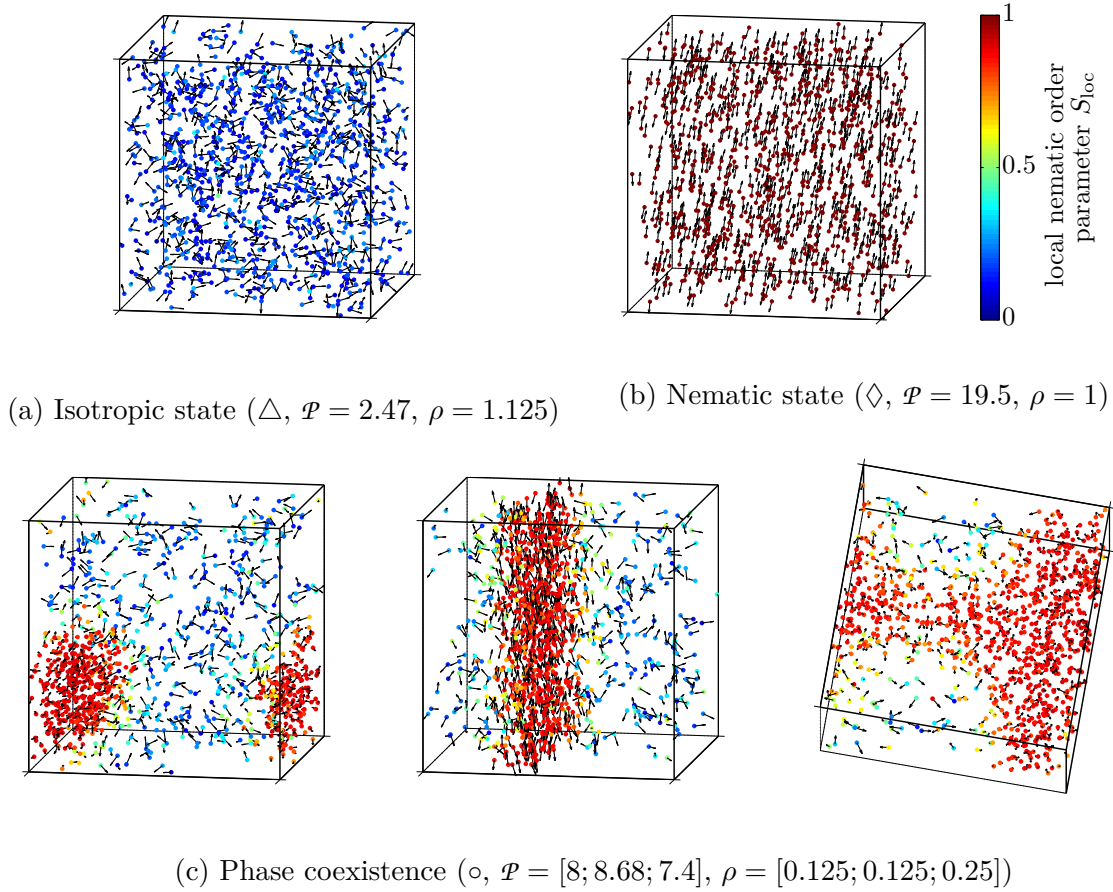 1
0.5
0
local nematic order
parameter S_loc
(a) Isotropic state (△, 𝒫 = 2.47, ρ = 1.125)
(b) Nematic state (◇, 𝒫 = 19.5, ρ = 1)
(c) Phase coexistence (○, 𝒫 = [8; 8.68; 7.4], ρ = [0.125; 0.125; 0.25])